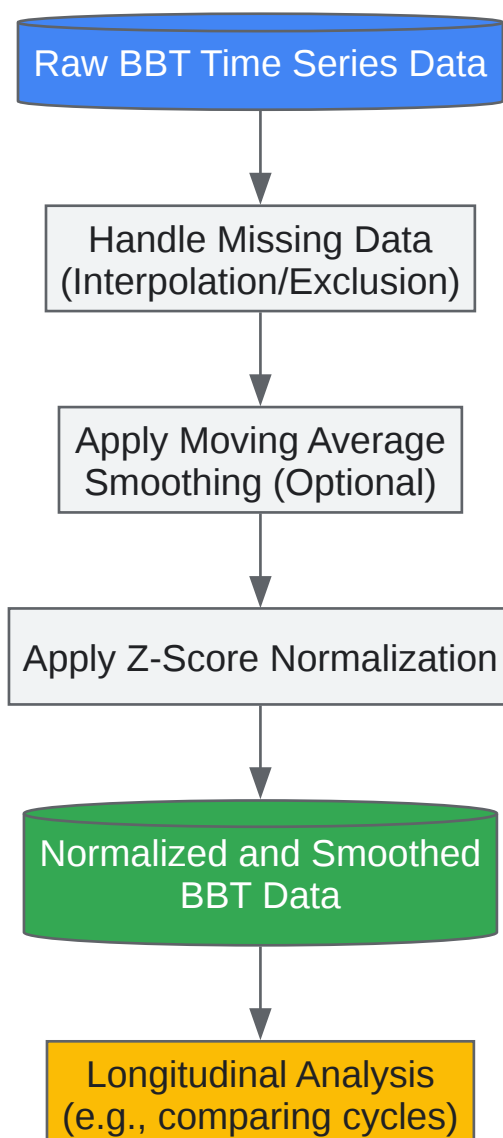 Raw BBT Time Series Data
Handle Missing Data
(Interpolation/Exclusion)
Apply Moving Average
Smoothing (Optional)
Apply Z-Score Normalization
Normalized and Smoothed
BBT Data
Longitudinal Analysis
(e.g., comparing cycles)